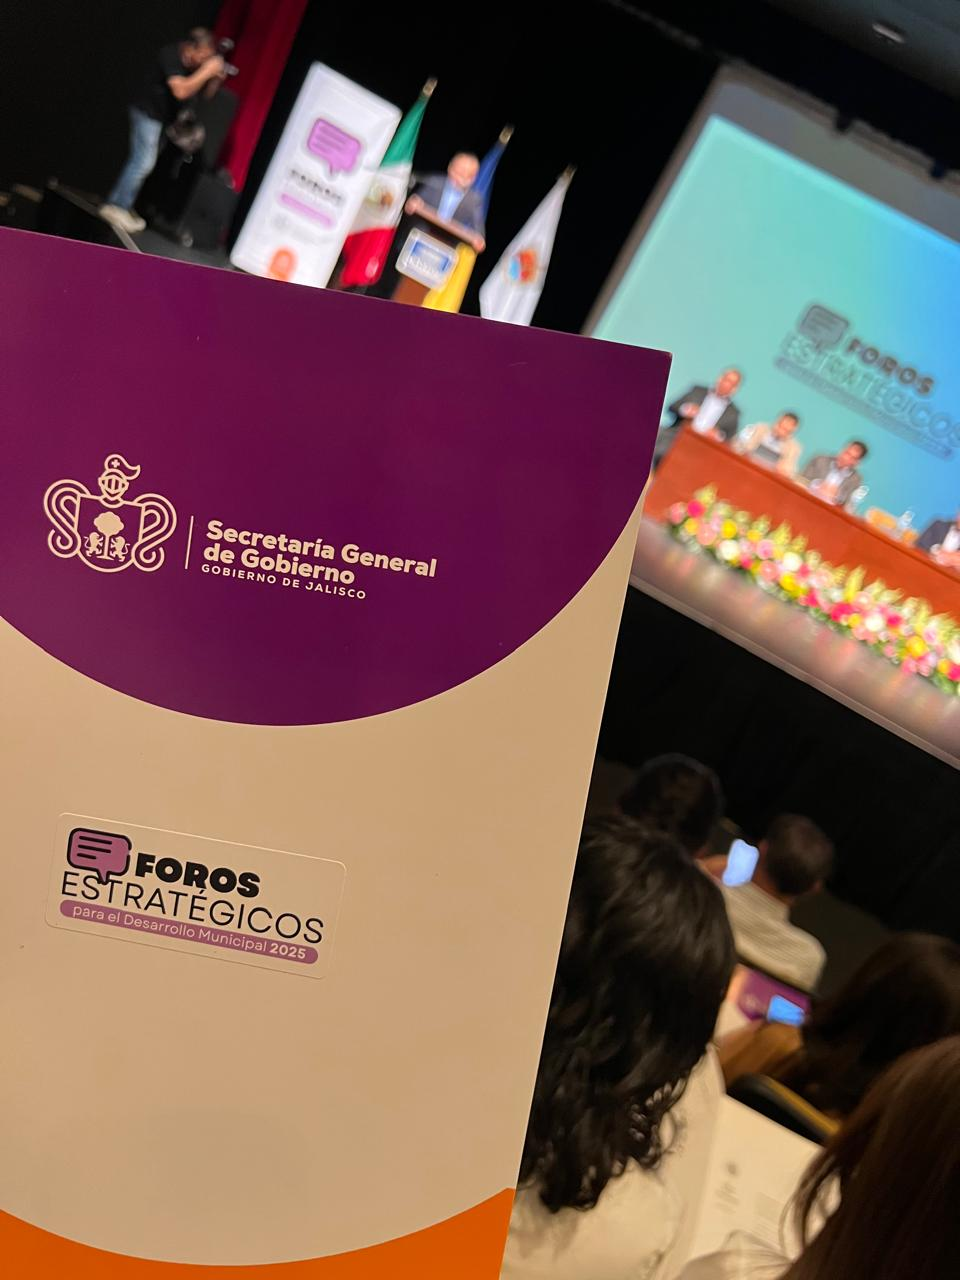 Secretaría General
de Gobierno
GOBIERNO DE JALISCO
FOROS
ESTRATÉGICOS
para el Desarrollo Municipal 2025
FOROS
ESTRATÉGICOS